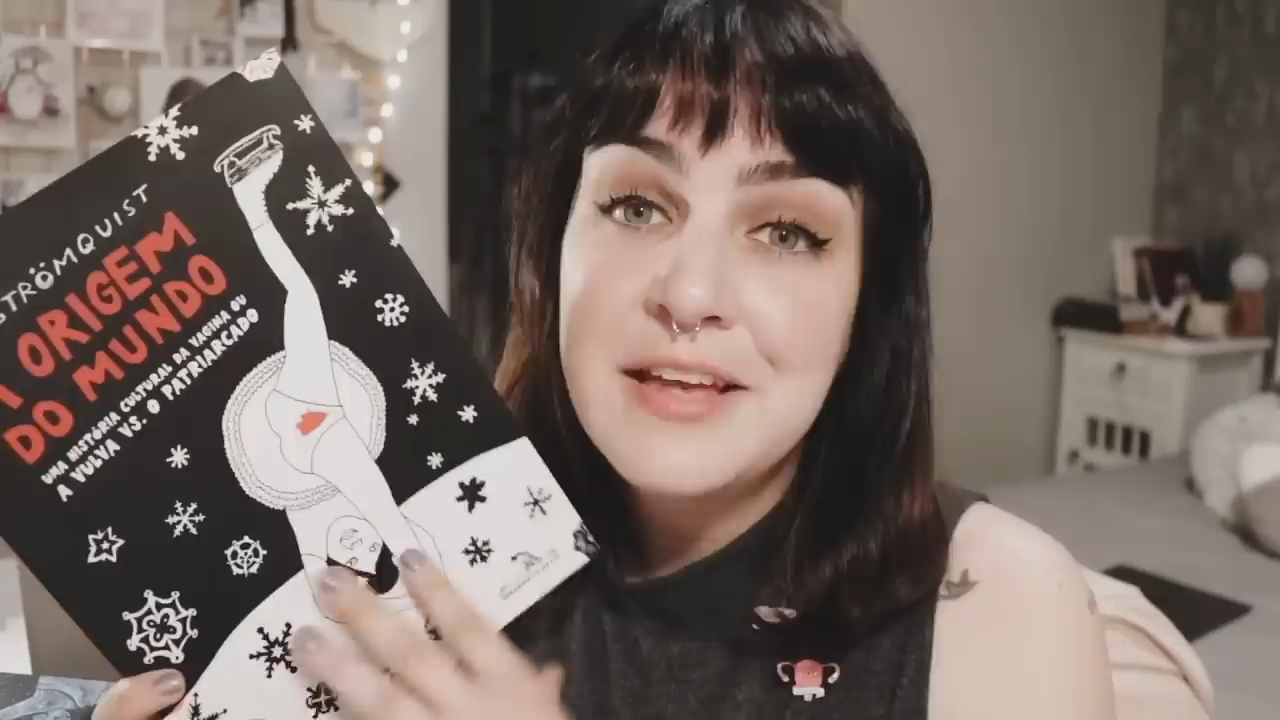 STRÖMQUIST
A ORIGEM
DO MUNDO
UMA HISTÓRIA CULTURAL DA VAGINA OU
A VULVA VS. O PATRIARCADO